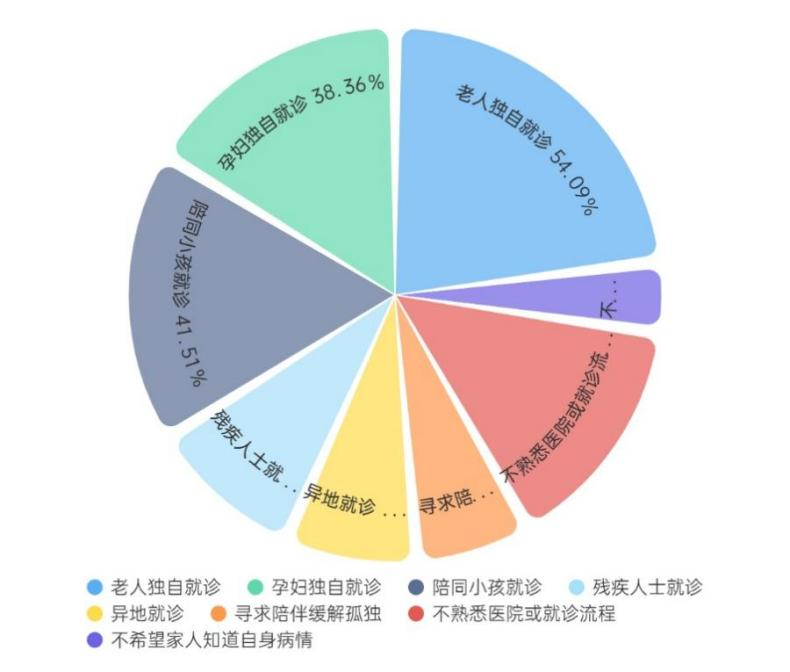 孕妇独自就诊 38.36%
老人独自就诊 54.09%
陪同小孩就诊 41.51%
不...
不熟悉医院或就诊流...
残疾人士就...
异地就诊 ...
寻求陪...
老人独自就诊 孕妇独自就诊 陪同小孩就诊 残疾人士就诊
异地就诊 寻求陪伴缓解孤独 不熟悉医院或就诊流程
不希望家人知道自身病情